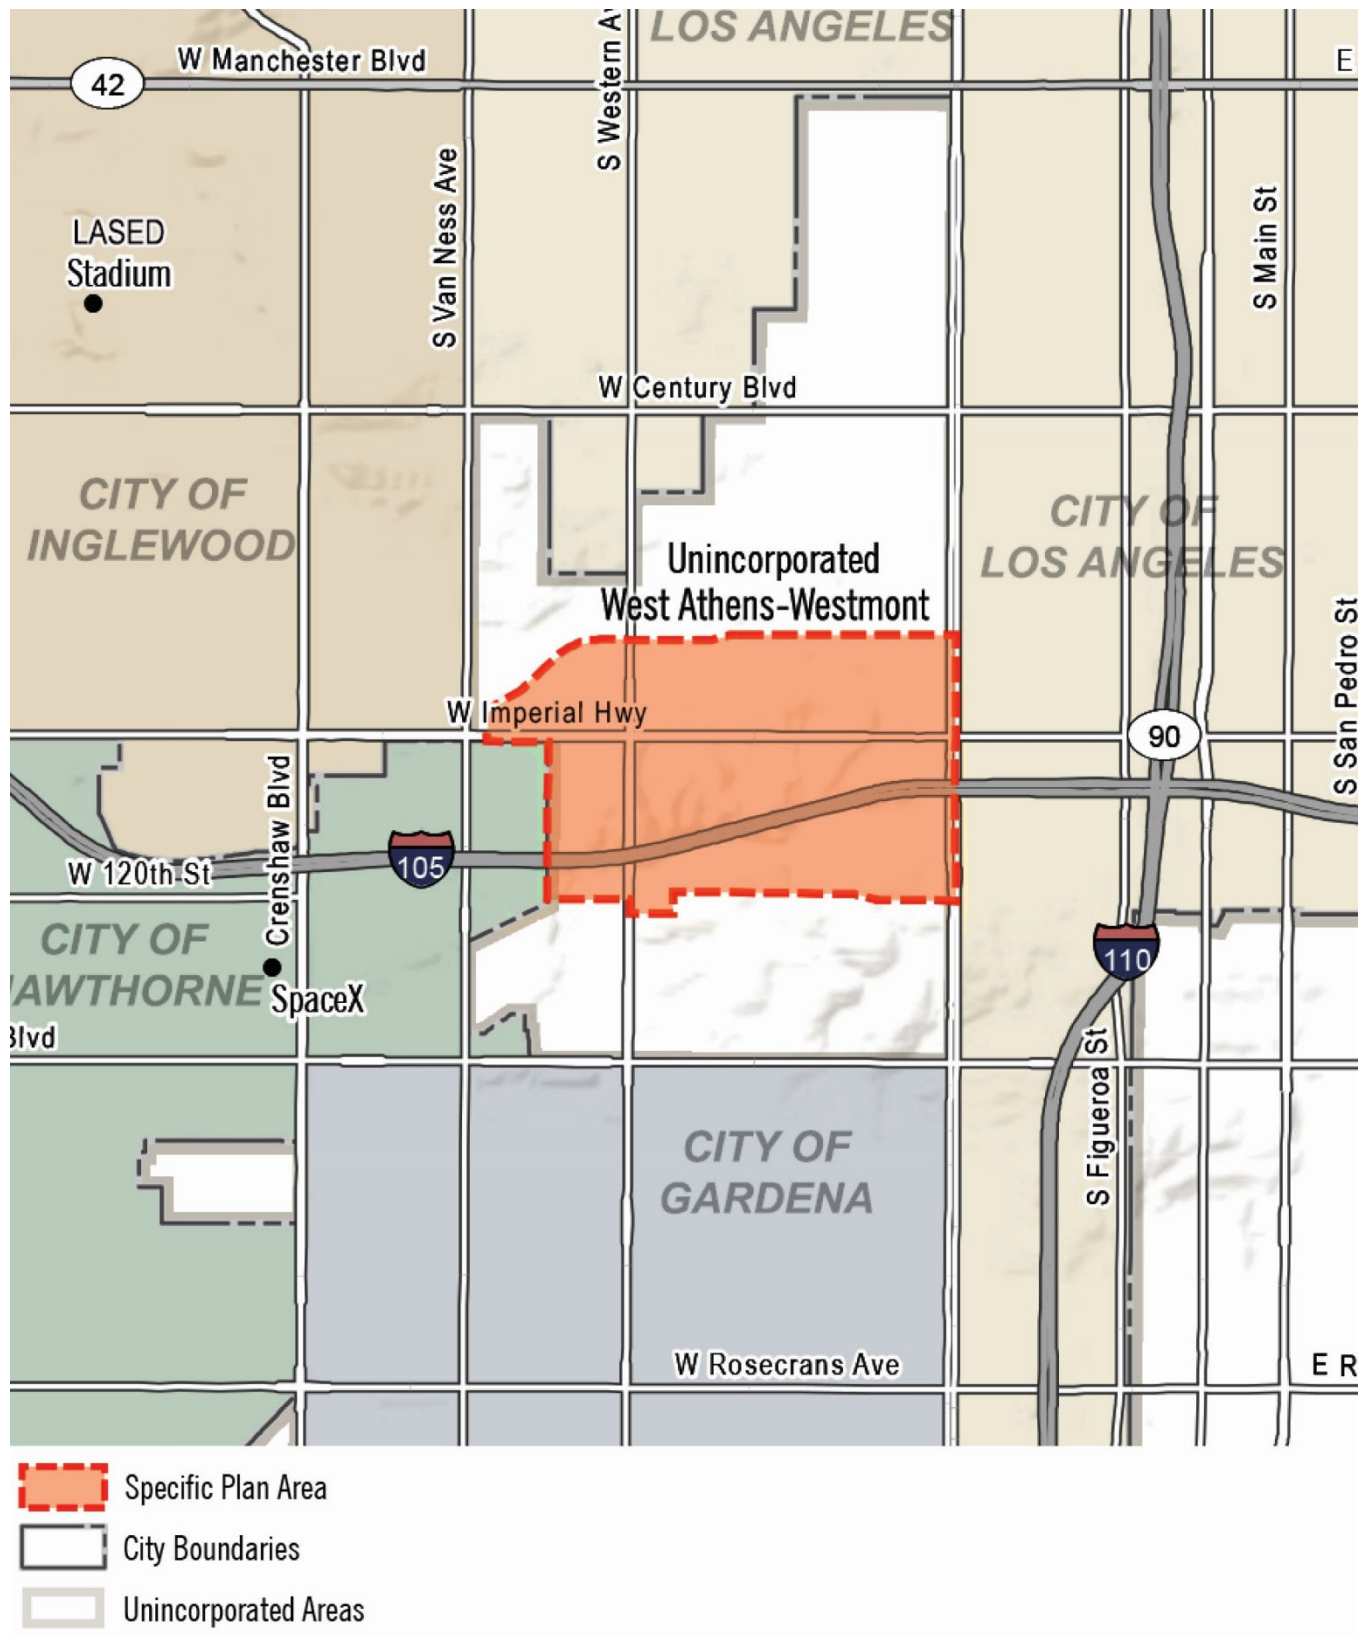 LOS ANGELES
W Manchester Blvd
E
42
S Western Av
S Van Ness Ave
S Main St
LASED
Stadium
W Century Blvd
CITY OF
INGLEWOOD
CITY OF
LOS ANGELES
Unincorporated
West Athens-Westmont
S San Pedro St
W Imperial Hwy
90
Crenshaw Blvd
105
W 120th St
CITY OF
AWTHORNE
SpaceX
110
Blvd
S Figueroa St
CITY OF
GARDENA
W Rosecrans Ave
E R
Specific Plan Area
City Boundaries
Unincorporated Areas